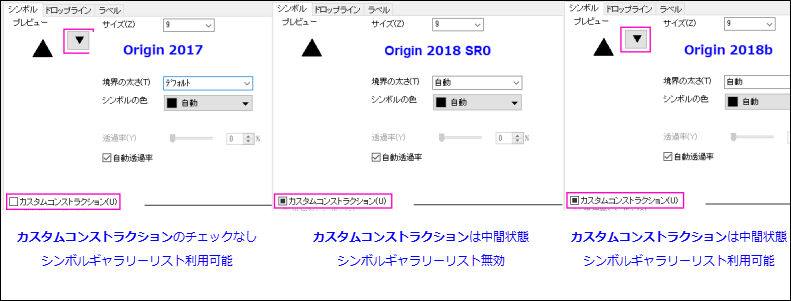 シンボル ドロップライン ラベル
プレビュー
サイズ(Z) 9
Origin 2017
境界の太さ(T) デフォルト
シンボルの色 自動
透過率(Y) 0 %
自動透過率
カスタムコンストラクション(U)
カスタムコンストラクションのチェックなし
シンボルギャラリーリスト利用可能
シンボル ドロップライン ラベル
プレビュー
サイズ(Z) 9
Origin 2018 SR0
境界の太さ(T) 自動
シンボルの色 自動
透過率(Y) 0 %
自動透過率
カスタムコンストラクション(U)
カスタムコンストラクションは中間状態
シンボルギャラリーリスト無効
シンボル ドロップライン ラベル
プレビュー
サイズ(Z) 9
Origin 2018b
境界の太さ(T) 自動
シンボルの色 自動
透過率(Y) 0
自動透過率
カスタムコンストラクション(U)
カスタムコンストラクションは中間状態
シンボルギャラリーリスト利用可能